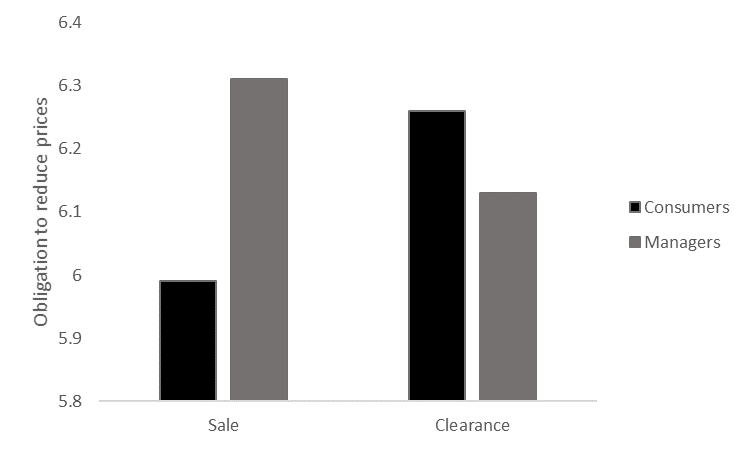 Obligation to reduce prices
6.4
6.3
6.2
6.1
6
5.9
5.8
Sale
Clearance
Consumers
Managers